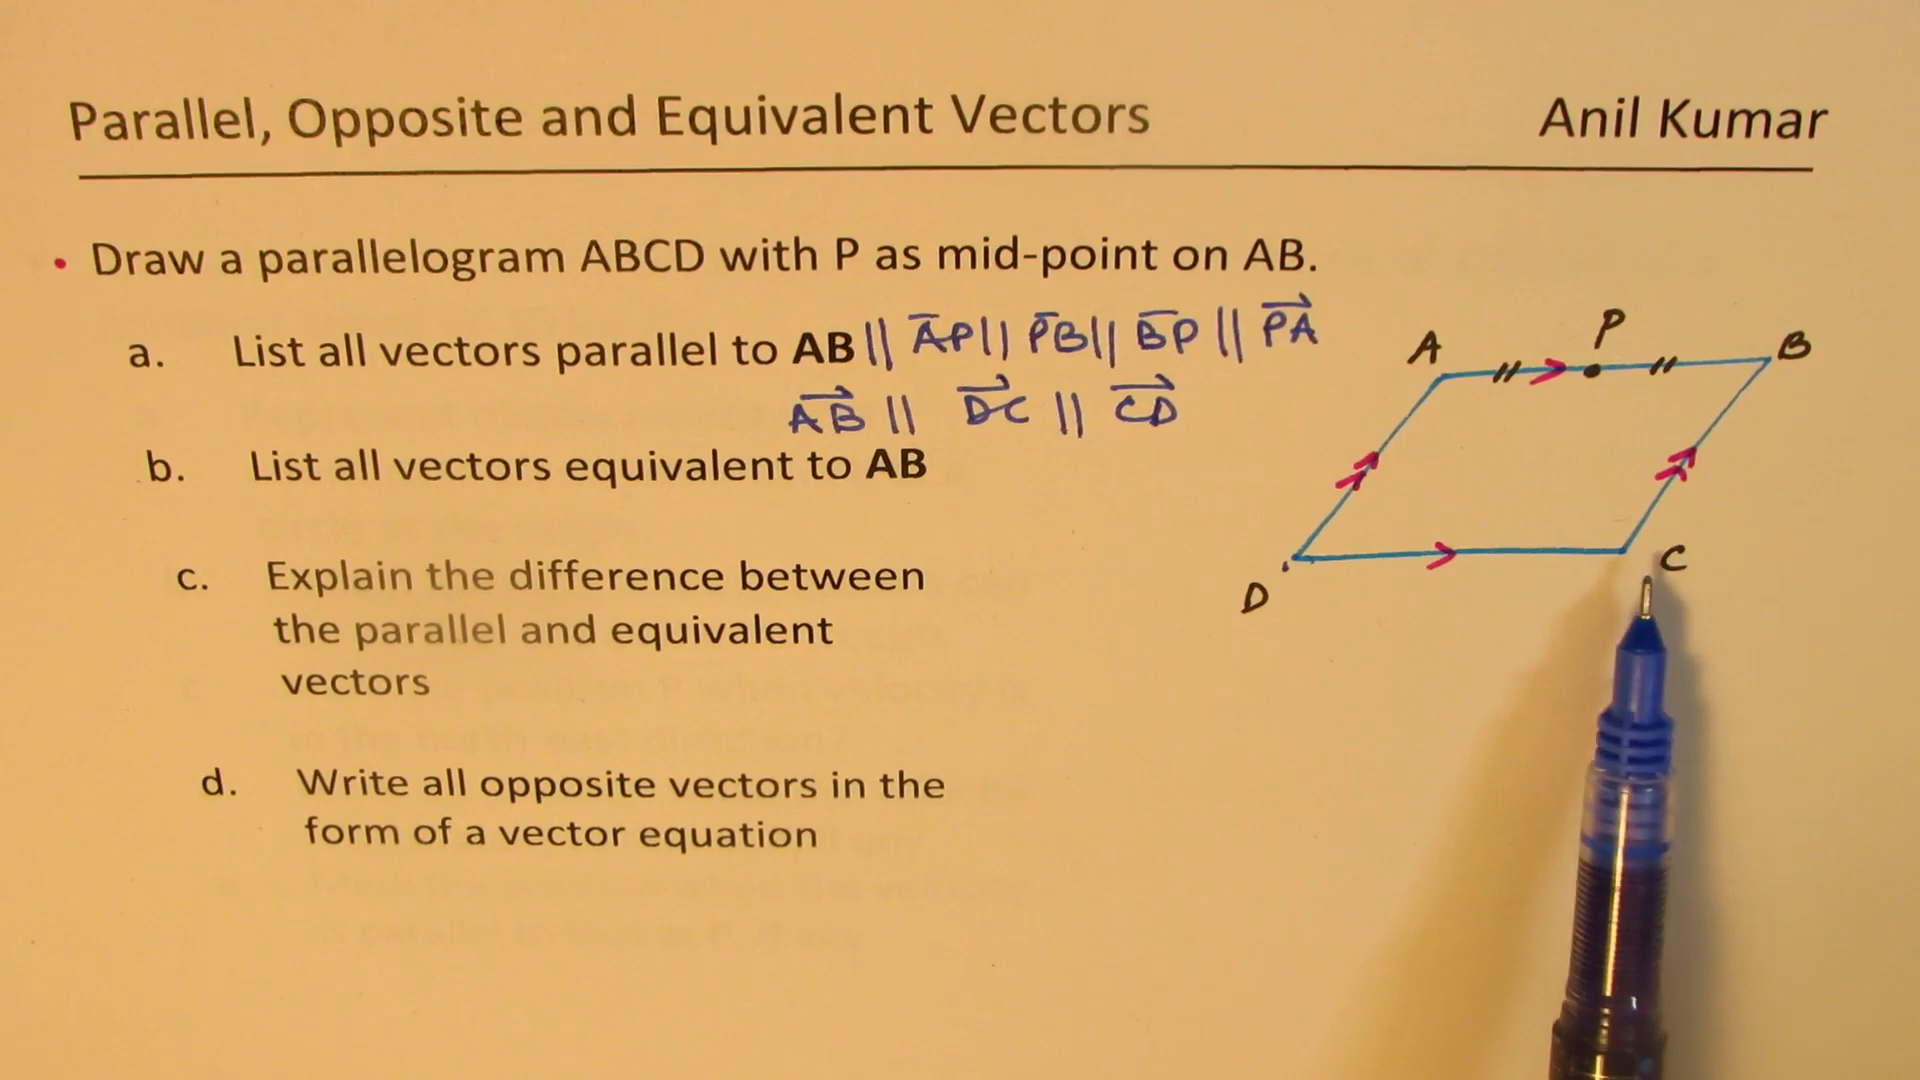 Parallel, Opposite and Equivalent Vectors Anil Kumar
• Draw a parallelogram ABCD with P as mid-point on AB.
a. List all vectors parallel to AB || AP || PB || BP || PA
AB || DC || CD
b. List all vectors equivalent to AB
c. Explain the difference between
the parallel and equivalent
vectors
d. Write all opposite vectors in the
form of a vector equation
A P B
D C